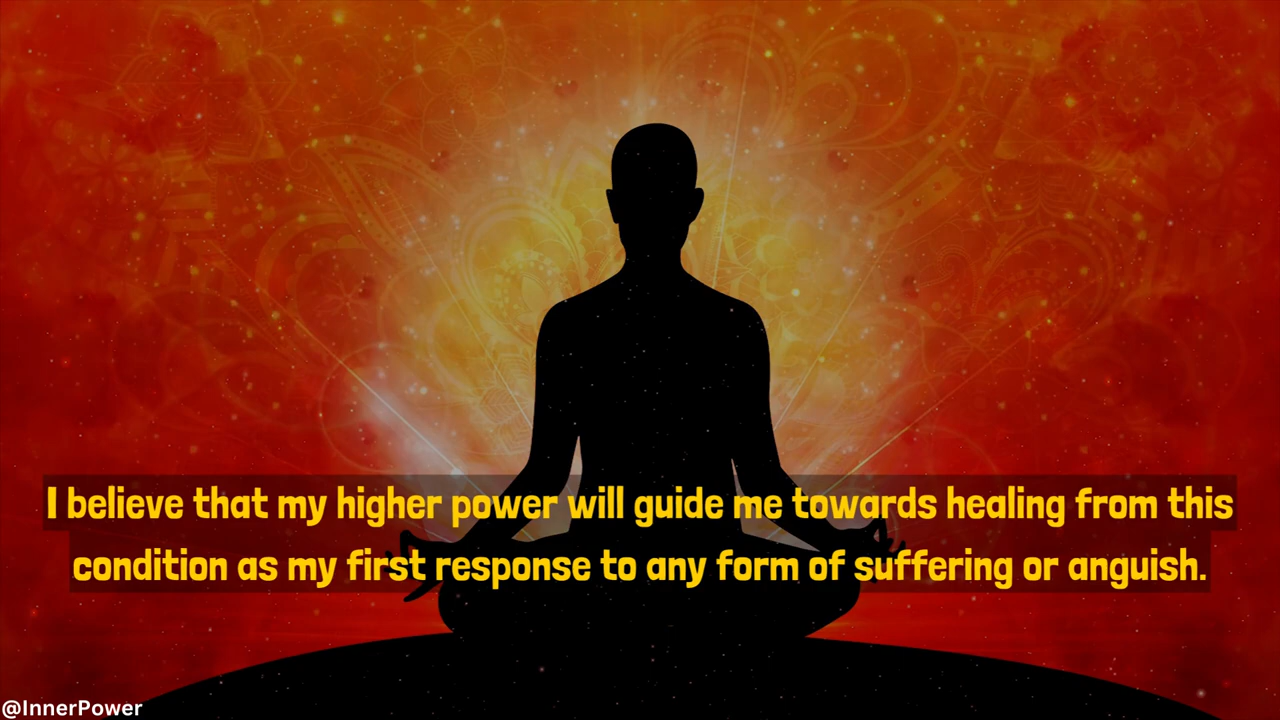 I believe that my higher power will guide me towards healing from this
condition as my first response to any form of suffering or anguish.
@InnerPower